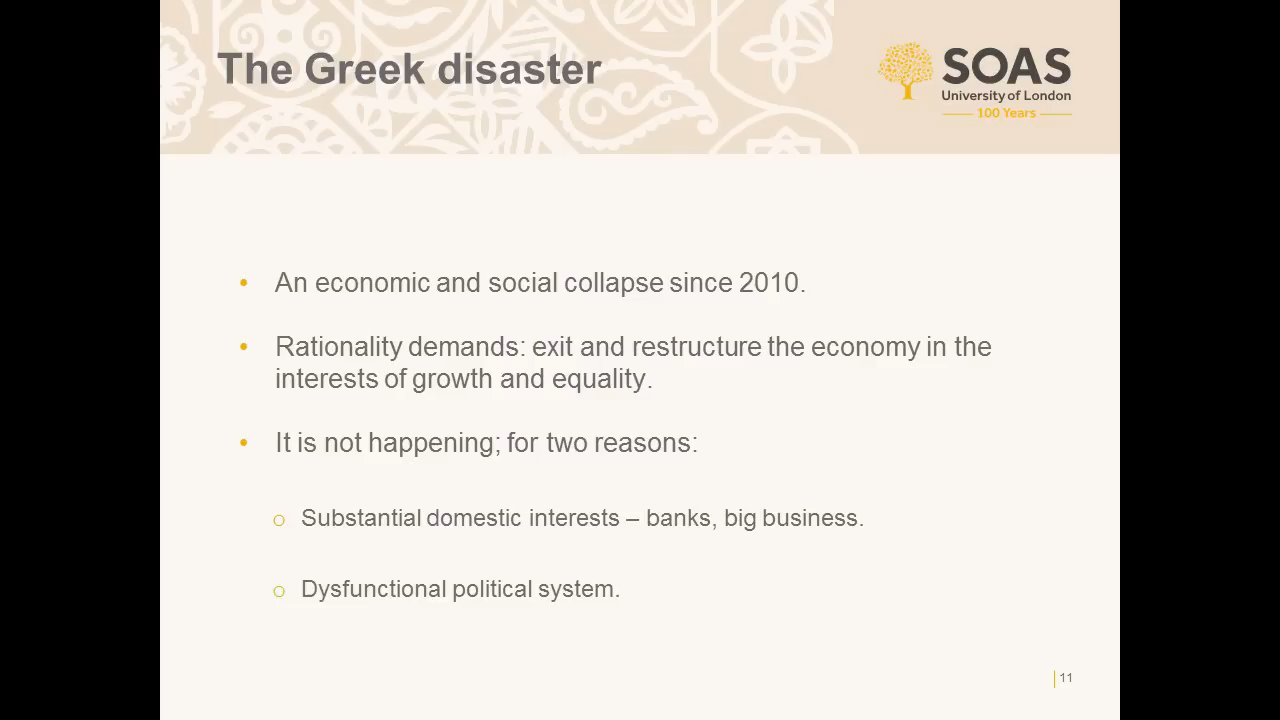 The Greek disaster
SOAS
University of London
100 Years
• An economic and social collapse since 2010.
• Rationality demands: exit and restructure the economy in the
interests of growth and equality.
• It is not happening; for two reasons:
o Substantial domestic interests – banks, big business.
o Dysfunctional political system.
11